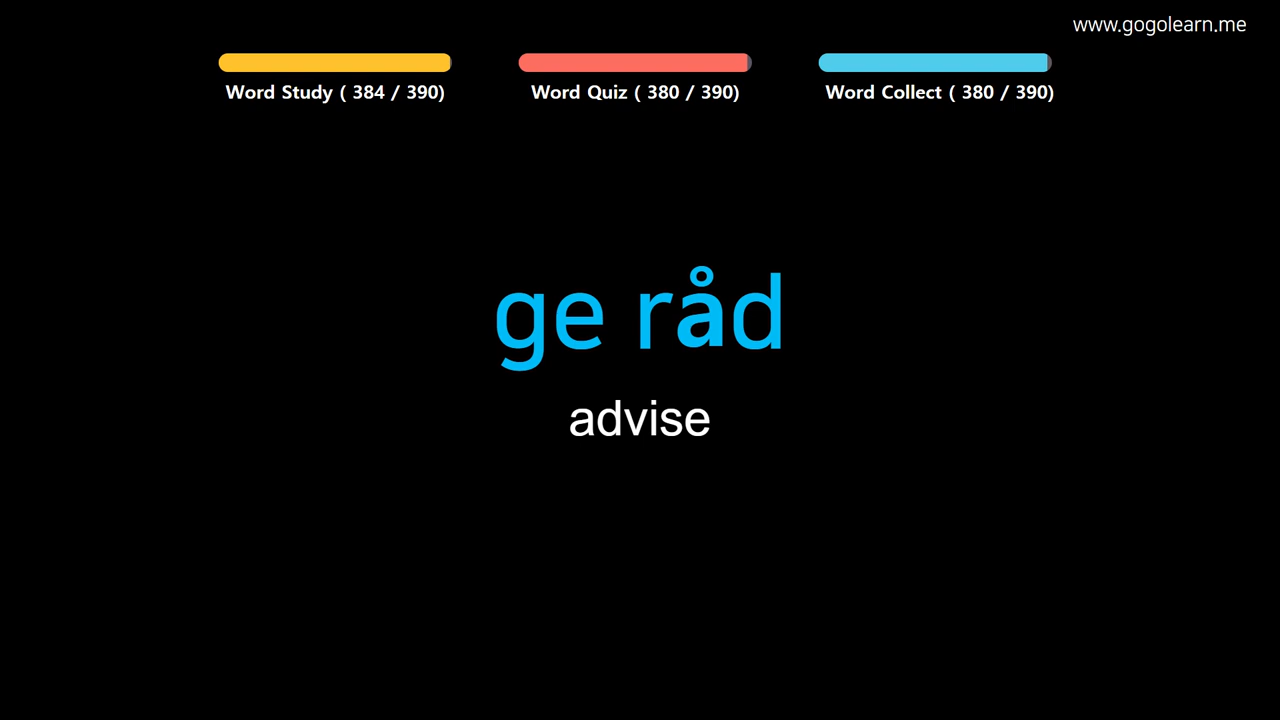 www.gogolearn.me
Word Study ( 384 / 390)
Word Quiz ( 380 / 390)
Word Collect ( 380 / 390)
ge råd
advise